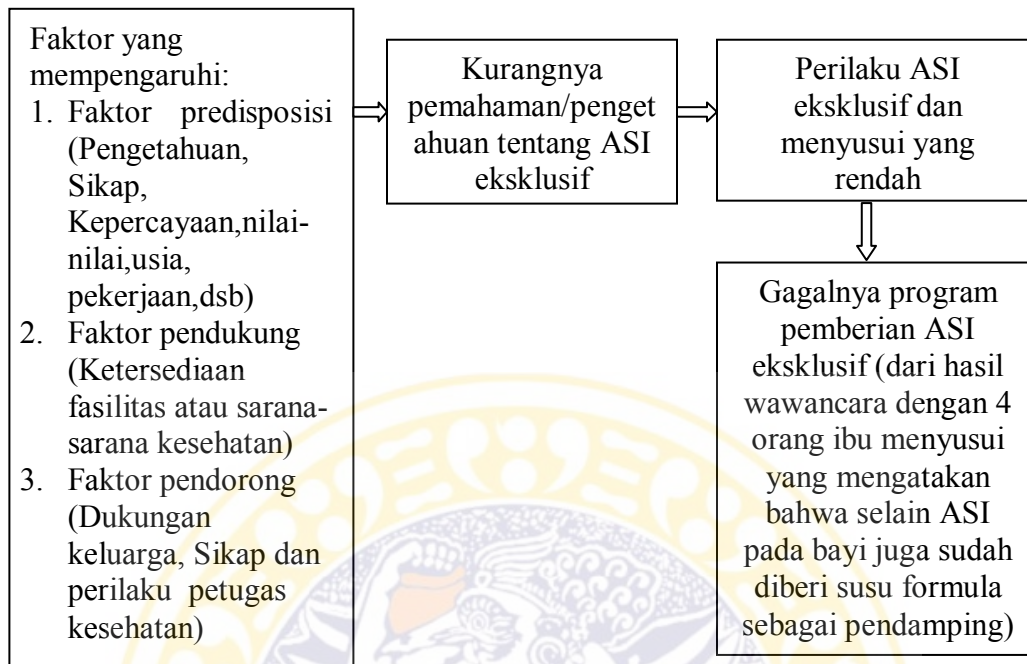 Faktor yang
mempengaruhi:
1. Faktor predisposisi
(Pengetahuan,
Sikap,
Kepercayaan,nilai-
nilai,usia,
pekerjaan,dsb)
2. Faktor pendukung
(Ketersediaan
fasilitas atau sarana-
sarana kesehatan)
3. Faktor pendorong
(Dukungan
keluarga, Sikap dan
perilaku petugas
kesehatan)
Kurangnya
pemahaman/penget
ahuan tentang ASI
eksklusif
Perilaku ASI
eksklusif dan
menyusui yang
rendah
Gagalnya program
pemberian ASI
eksklusif (dari hasil
wawancara dengan 4
orang ibu menyusui
yang mengatakan
bahwa selain ASI
pada bayi juga sudah
diberi susu formula
sebagai pendamping)